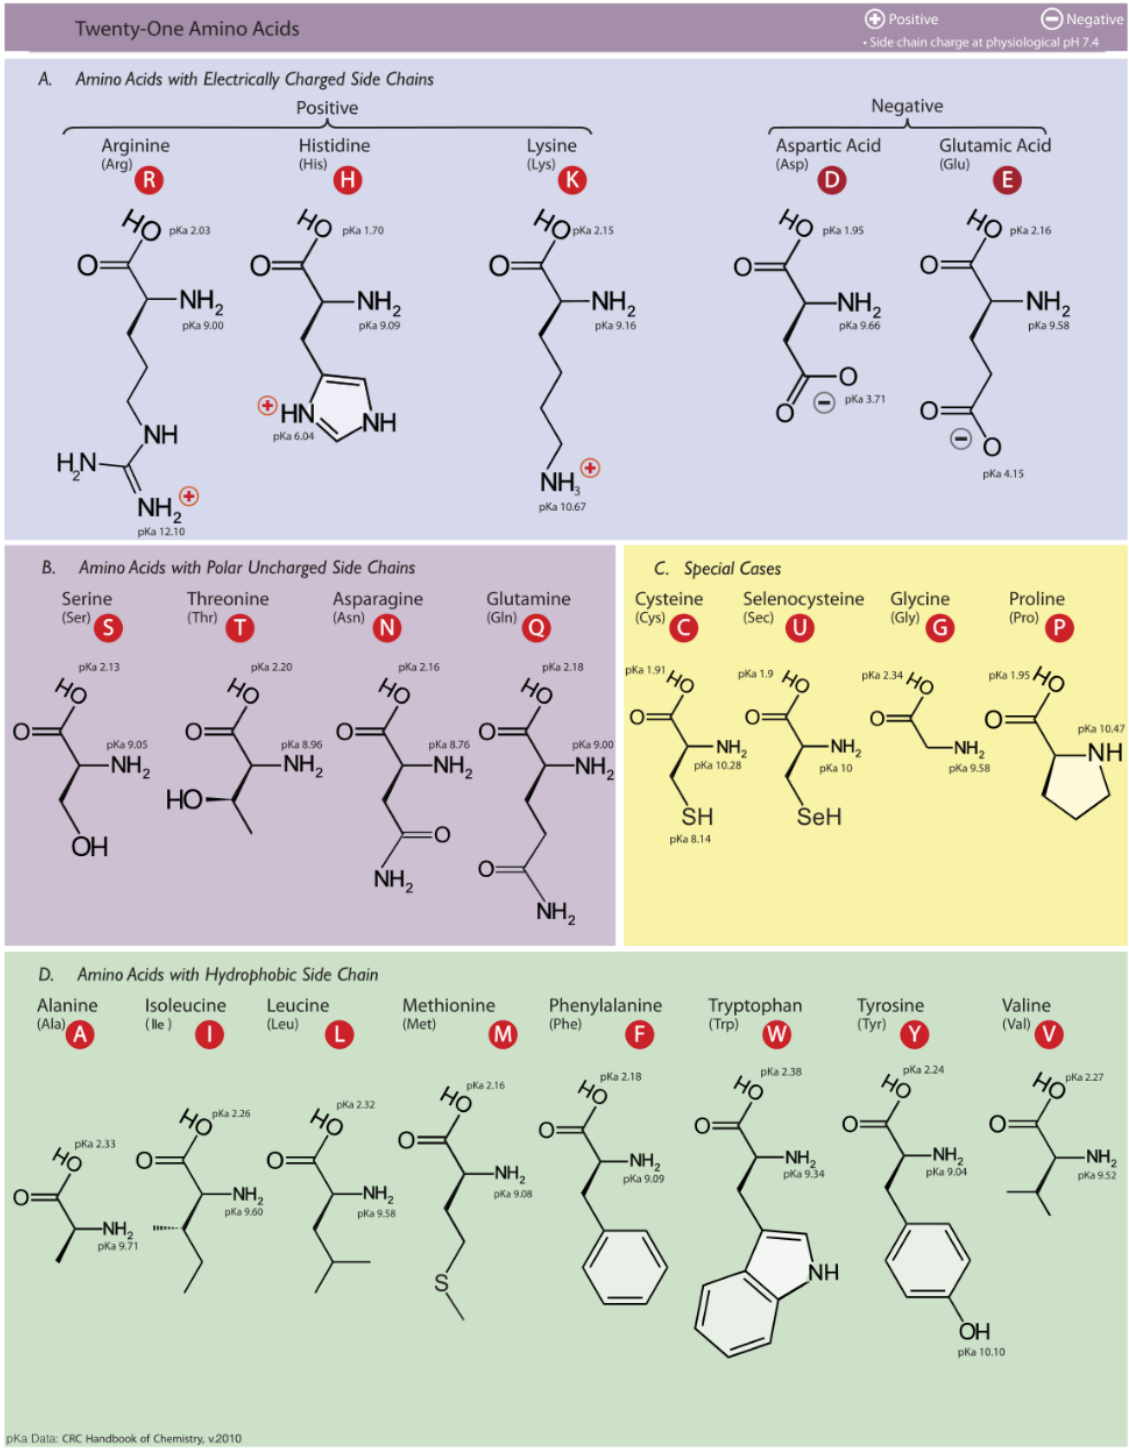 Twenty-One Amino Acids
+ Positive
− Negative
• Side chain charge at physiological pH 7.4
A. Amino Acids with Electrically Charged Side Chains
Positive
Negative
Arginine
(Arg)
R
HO
pKa 2.03
O
NH2
pKa 9.00
NH
H2N
NH2
+
pKa 12.10
Histidine
(His)
H
HO
pKa 1.70
O
NH2
pKa 9.09
+
HN
NH
pKa 6.04
Lysine
(Lys)
K
HO
pKa 2.15
O
NH2
pKa 9.16
NH3
+
pKa 10.67
Aspartic Acid
(Asp)
D
HO
pKa 1.95
O
NH2
pKa 9.66
O
O
−
pKa 3.71
Glutamic Acid
(Glu)
E
HO
pKa 2.16
O
NH2
pKa 9.58
O
−
O
pKa 4.15
B. Amino Acids with Polar Uncharged Side Chains
Serine
(Ser)
S
pKa 2.13
HO
O
pKa 9.05
NH2
OH
Threonine
(Thr)
T
pKa 2.20
HO
O
pKa 8.96
NH2
HO
Asparagine
(Asn)
N
pKa 2.16
HO
O
pKa 8.76
NH2
O
NH2
Glutamine
(Gln)
Q
pKa 2.18
HO
O
pKa 9.00
NH2
O
NH2
C. Special Cases
Cysteine
(Cys)
C
pKa 1.91
HO
O
NH2
pKa 10.28
SH
pKa 8.14
Selenocysteine
(Sec)
U
pKa 1.9
HO
O
NH2
pKa 10
SeH
Glycine
(Gly)
G
pKa 2.34
HO
O
NH2
pKa 9.58
Proline
(Pro)
P
pKa 1.95
HO
O
pKa 10.47
NH
D. Amino Acids with Hydrophobic Side Chain
Alanine
(Ala)
A
pKa 2.33
HO
O
NH2
pKa 9.71
Isoleucine
(Ile )
I
HO
pKa 2.26
O
NH2
pKa 9.60
Leucine
(Leu)
L
pKa 2.32
HO
O
NH2
pKa 9.58
Methionine
(Met)
M
pKa 2.16
HO
O
NH2
pKa 9.08
S
Phenylalanine
(Phe)
F
pKa 2.18
HO
O
NH2
pKa 9.09
Tryptophan
(Trp)
W
pKa 2.38
HO
O
NH2
pKa 9.34
NH
Tyrosine
(Tyr)
Y
pKa 2.24
HO
O
NH2
pKa 9.04
OH
pKa 10.10
Valine
(Val)
V
pKa 2.27
HO
O
NH2
pKa 9.52
pKa Data: CRC Handbook of Chemistry, v.2010